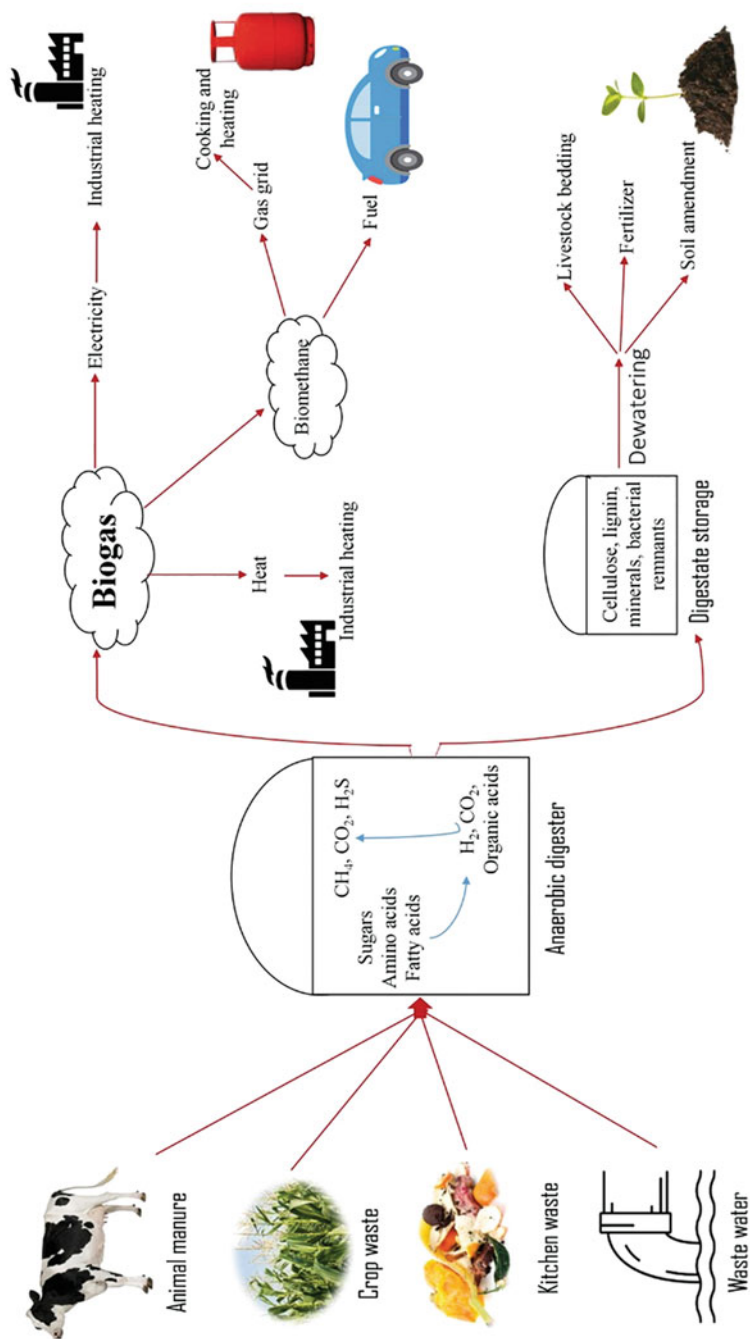 Animal manure
Crop waste
Kitchen waste
Waste water
Sugars
Amino acids
Fatty acids
CH₄, CO₂, H₂S
H₂, CO₂,
Organic acids
Anaerobic digester
Biogas
Electricity
Industrial heating
Heat
Industrial heating
Biomethane
Gas grid
Cooking and
heating
Fuel
Cellulose, lignin,
minerals, bacterial
remnants
Digestate storage
Dewatering
Livestock bedding
Fertilizer
Soil amendment